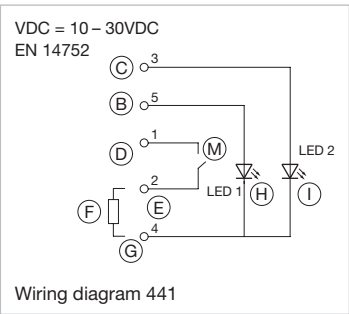 VDC = 10 – 30VDC
EN 14752
C 3
B 5
D 1
M
LED 2
2
LED 1 H I
F E
4
G
Wiring diagram 441